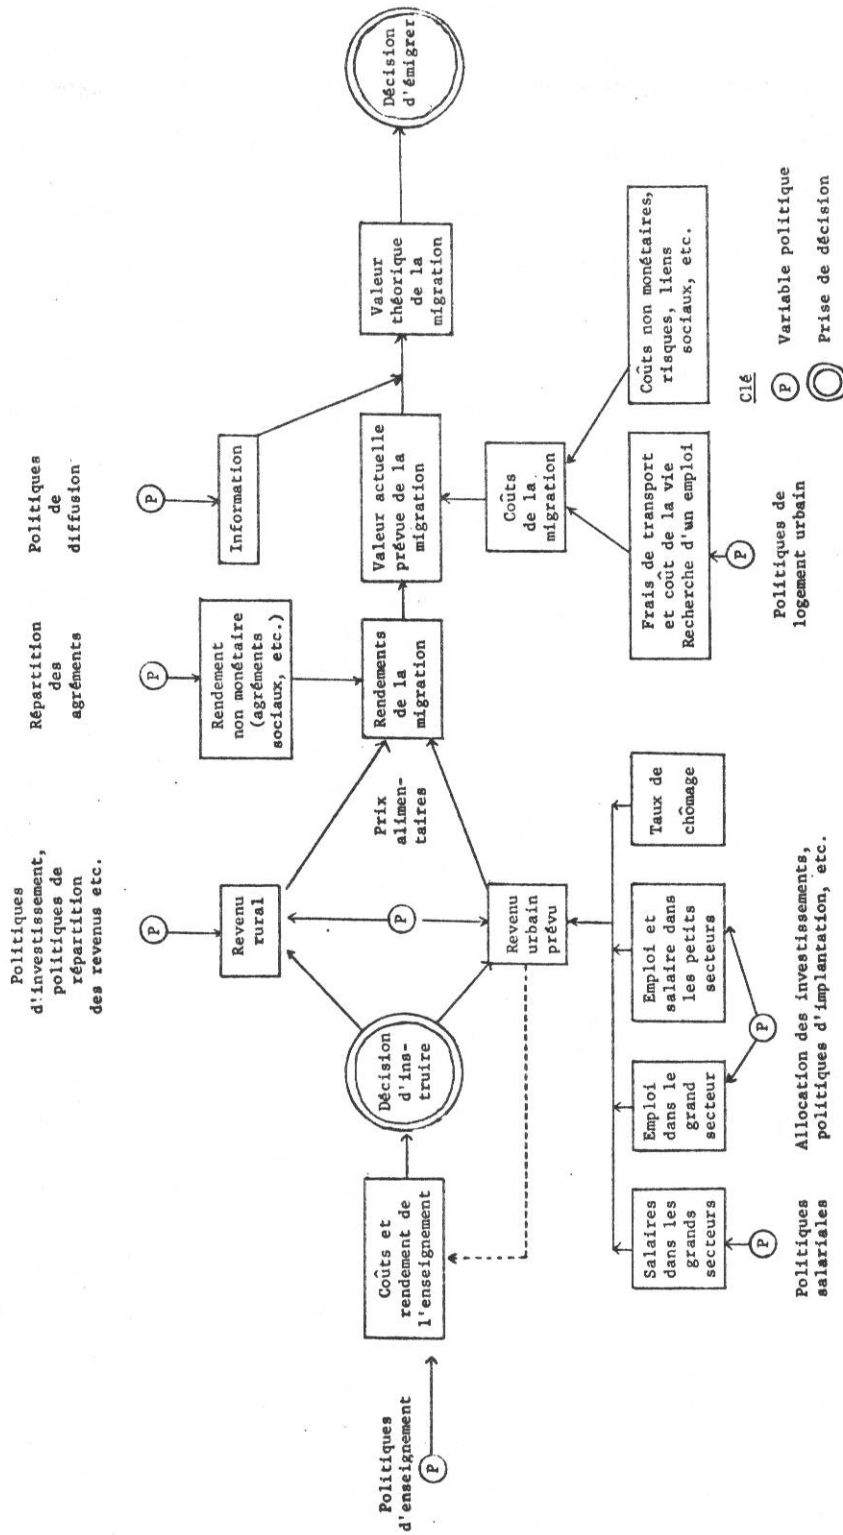 Politiques
d'investissement,
politiques de
répartition
des revenus etc.
Répartition
des
agréments
Politiques
de
diffusion
P
P
P
Revenu
rural
Rendement
non monétaire
(agréments
sociaux, etc.)
Information
Politiques
d'enseignement
P
Coûts et
rendement de
l'enseignement
Décision
d'ins-
truire
P
Prix
alimen-
taires
Rendements
de la
migration
Valeur actuelle
prévue de la
migration
Valeur
théorique
de la
migration
Décision
d'émigrer
Revenu
urbain
prévu
Coûts
de la
migration
Salaires
dans les
grands
secteurs
Emploi
dans le
grand
secteur
Emploi et
salaire dans
les petits
secteurs
Taux de
chômage
Frais de transport
et coût de la vie
Recherche d'un emploi
Coûts non monétaires,
risques, liens
sociaux, etc.
P
P
P
Politiques
salariales
Allocation des investissements,
politiques d'implantation, etc.
Politiques de
logement urbain
Clé
P Variable politique
Prise de décision